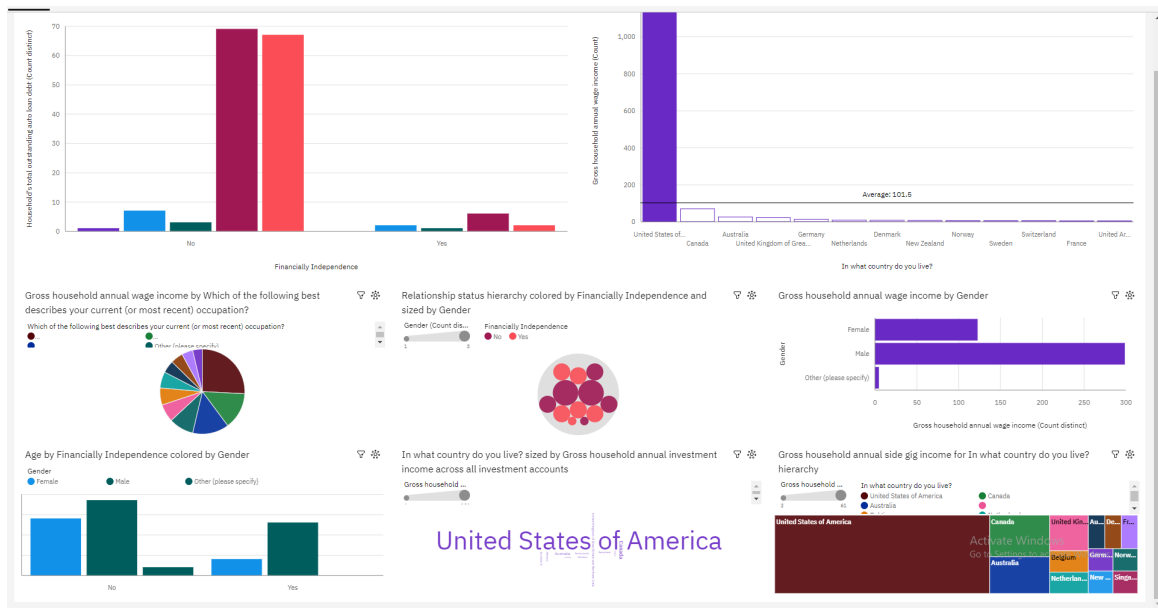 70
60
50
40
30
20
10
0
Household's total outstanding auto loan debt (Count distinct)
No
Yes
Financially Independence
1,000
800
600
400
200
0
Gross household annual wage income (Count)
Average: 101.5
United States of...
Canada
Australia
United Kingdom of Grea...
Germany
Netherlands
Denmark
New Zealand
Norway
Sweden
Switzerland
France
United Ar...
In what country do you live?
Gross household annual wage income by Which of the following best
describes your current (or most recent) occupation?
Which of the following best describes your current (or most recent) occupation?
...
...
Other (please specify)
Relationship status hierarchy colored by Financially Independence and
sized by Gender
Gender (Count dis...
Financially Independence
No
Yes
Gross household annual wage income by Gender
Gender
Female
Male
Other (please specify)
0
50
100
150
200
250
300
Gross household annual wage income (Count distinct)
Age by Financially Independence colored by Gender
Gender
Female
Male
Other (please specify)
No
Yes
In what country do you live? sized by Gross household annual investment
income across all investment accounts
Gross household ...
United States of America
Canada
Gross household annual side gig income for In what country do you live?
hierarchy
Gross household ...
In what country do you live?
United States of America
Canada
Australia
United States of America
Canada
United Kin...
Au...
De...
Fr...
Activate Windows
Go to Settings to ac
Australia
Belgium
Germ...
Norw...
Netherlan...
New ...
Singa...